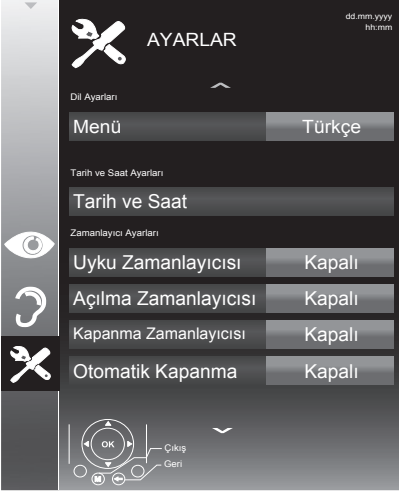 dd.mm.yyyy
hh:mm
AYARLAR
Dil Ayarları
Menü Türkçe
Tarih ve Saat Ayarları
Tarih ve Saat
Zamanlayıcı Ayarları
Uyku Zamanlayıcısı Kapalı
Açılma Zamanlayıcısı Kapalı
Kapanma Zamanlayıcısı Kapalı
Otomatik Kapanma Kapalı
OK
Çıkış
M Geri